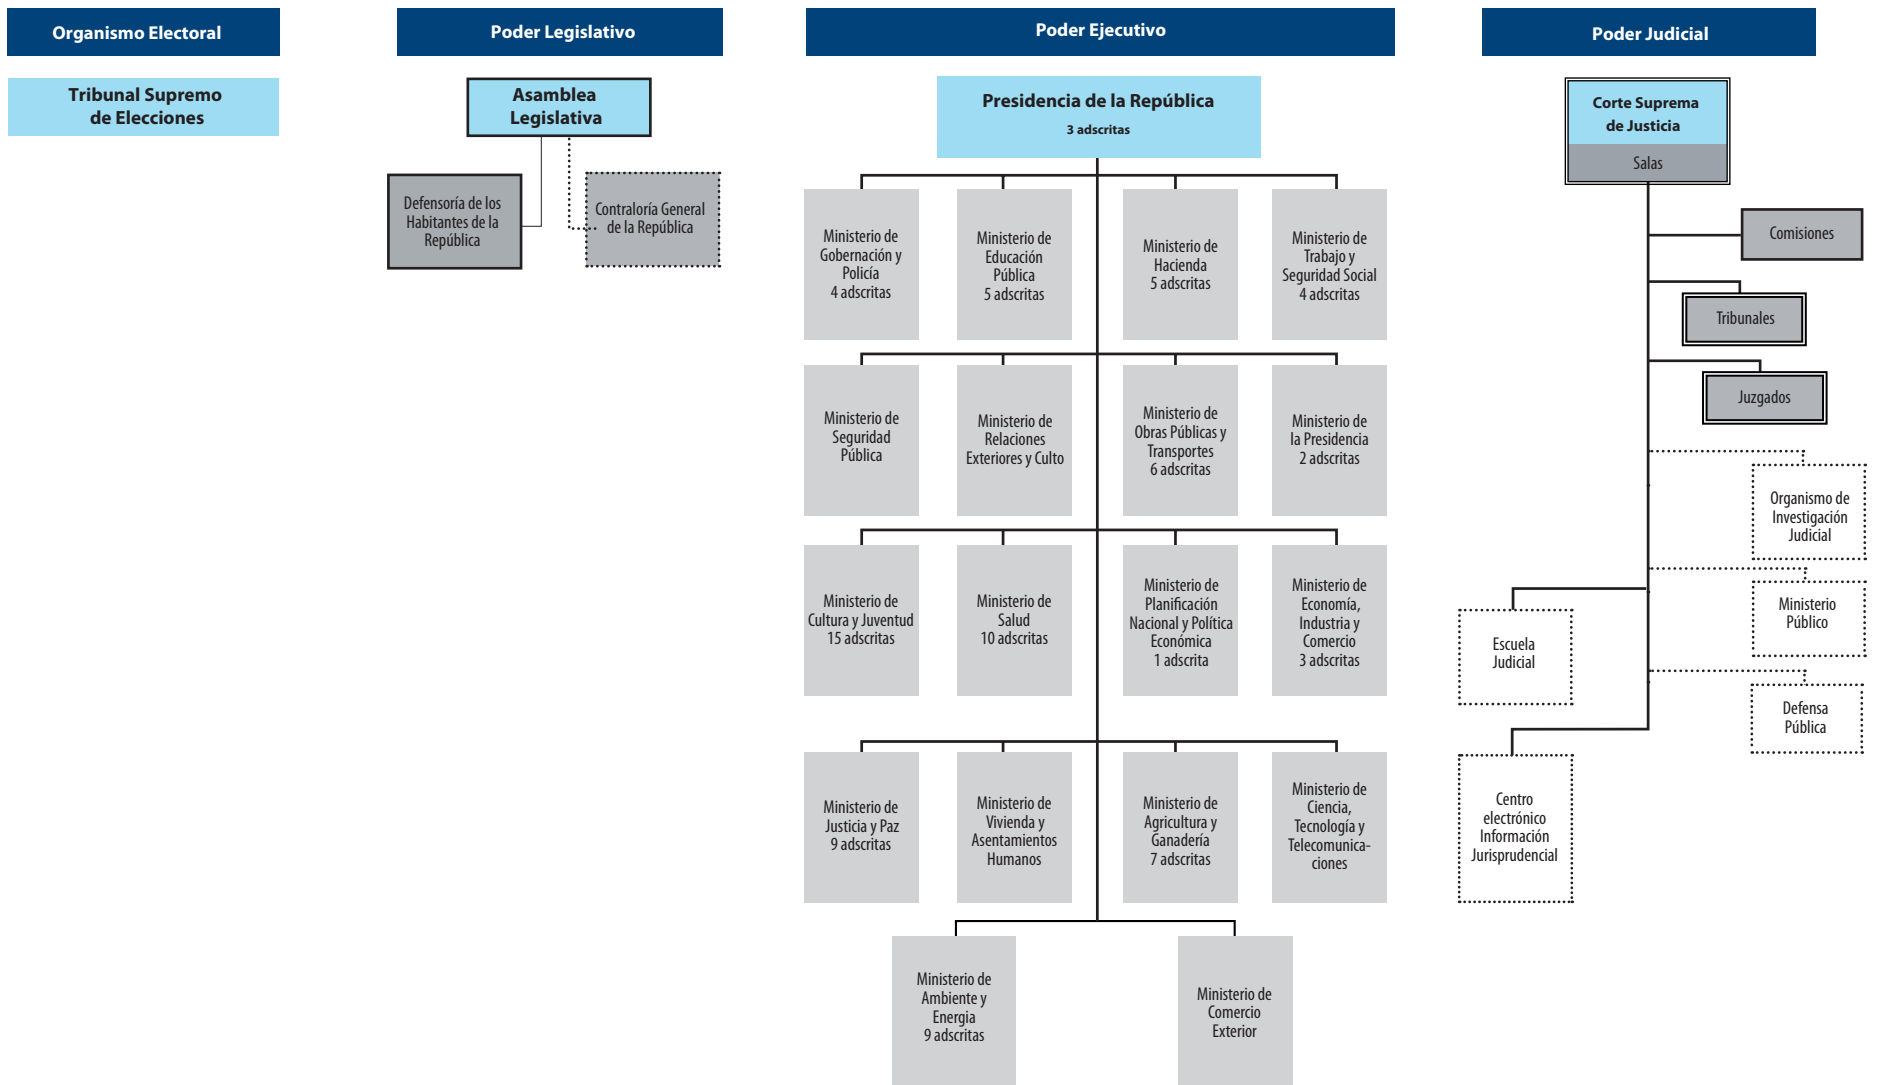 Organismo Electoral
Tribunal Supremo
de Elecciones
Poder Legislativo
Asamblea
Legislativa
Defensoría de los
Habitantes de la
República
Contraloría General
de la República
Poder Ejecutivo
Presidencia de la República
3 adscritas
Ministerio de
Gobernación y
Policía
4 adscritas
Ministerio de
Educación
Pública
5 adscritas
Ministerio de
Hacienda
5 adscritas
Ministerio de
Trabajo y
Seguridad Social
4 adscritas
Ministerio de
Seguridad
Pública
Ministerio de
Relaciones
Exteriores y Culto
Ministerio de
Obras Públicas y
Transportes
6 adscritas
Ministerio de
la Presidencia
2 adscritas
Ministerio de
Cultura y Juventud
15 adscritas
Ministerio de
Salud
10 adscritas
Ministerio de
Planificación
Nacional y Política
Económica
1 adscrita
Ministerio de
Economía,
Industria y
Comercio
3 adscritas
Ministerio de
Justicia y Paz
9 adscritas
Ministerio de
Vivienda y
Asentamientos
Humanos
Ministerio de
Agricultura y
Ganadería
7 adscritas
Ministerio de
Ciencia,
Tecnología y
Telecomunica-
ciones
Ministerio de
Ambiente y
Energia
9 adscritas
Ministerio de
Comercio
Exterior
Poder Judicial
Corte Suprema
de Justicia
Salas
Comisiones
Tribunales
Juzgados
Organismo de
Investigación
Judicial
Ministerio
Público
Escuela
Judicial
Defensa
Pública
Centro
electrónico
Información
Jurisprudencial